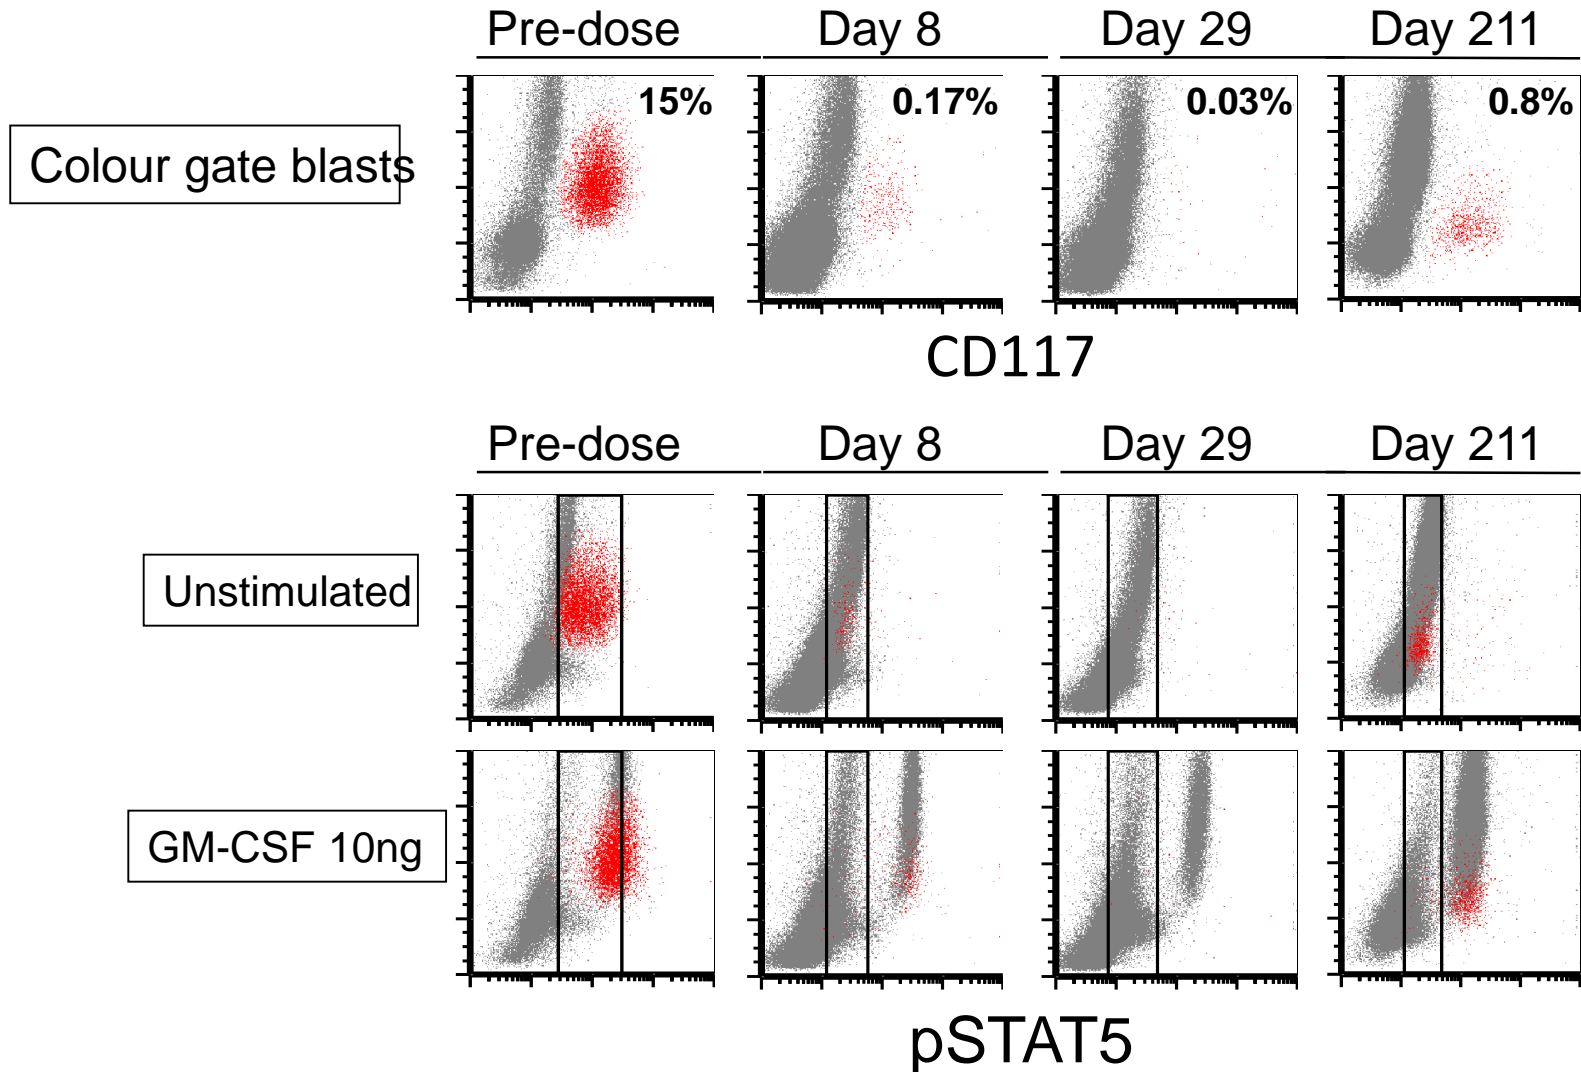 Pre-dose Day 8 Day 29 Day 211
15% 0.17% 0.03% 0.8%
Colour gate blasts
CD117
Pre-dose Day 8 Day 29 Day 211
Unstimulated
GM-CSF 10ng
pSTAT5